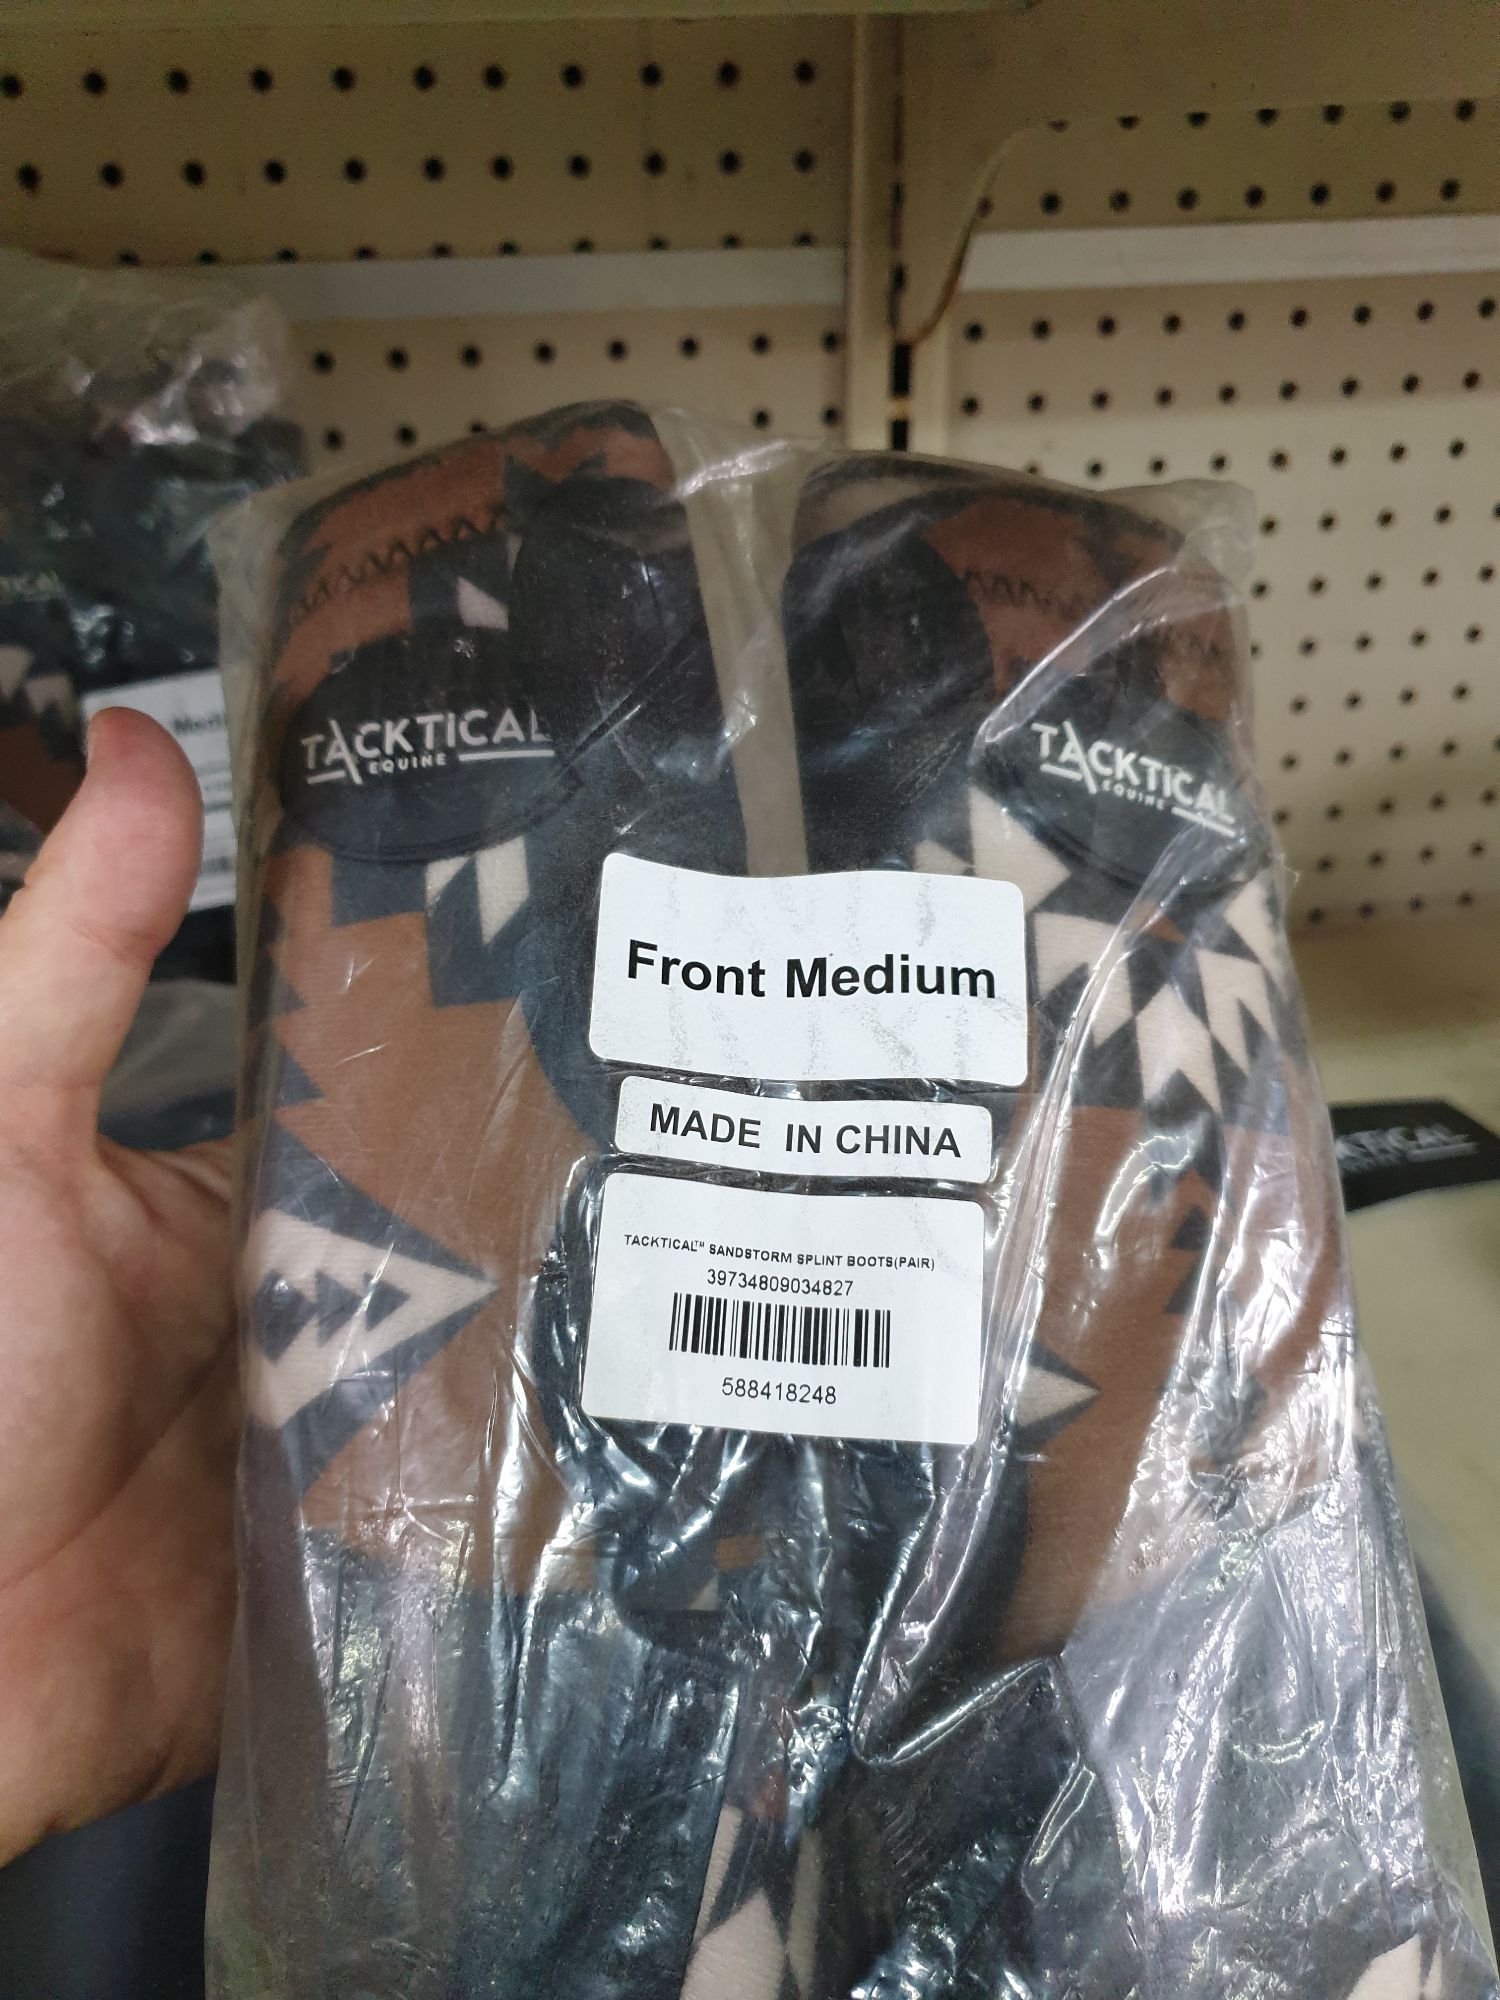 TACKTICAL
EQUINE
TACKTICAL
EQUINE
Front Medium
MADE IN CHINA
TACKTICAL™ SANDSTORM SPLINT BOOTS(PAIR)
39734809034827
588418248